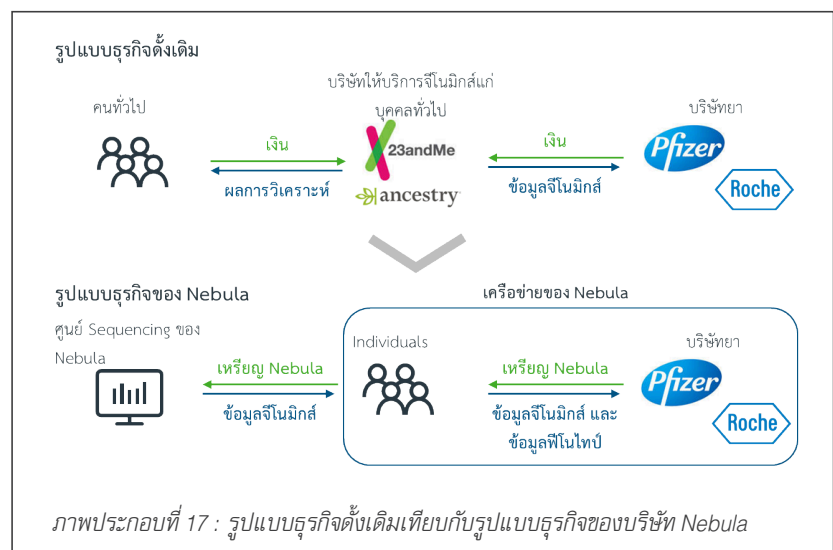 รูปแบบธุรกิจดั้งเดิม
คนทั่วไป
บริษัทให้บริการจีโนมิกส์แก่
บุคคลทั่วไป
บริษัทยา
เงิน
ผลการวิเคราะห์
23andMe
ancestry
เงิน
ข้อมูลจีโนมิกส์
Pfizer
Roche
รูปแบบธุรกิจของ Nebula
เครือข่ายของ Nebula
ศูนย์ Sequencing ของ
Nebula
เหรียญ Nebula
ข้อมูลจีโนมิกส์
Individuals
เหรียญ Nebula
ข้อมูลจีโนมิกส์ และ
ข้อมูลฟีโนไทป์
บริษัทยา
Pfizer
Roche
ภาพประกอบที่ 17 : รูปแบบธุรกิจดั้งเดิมเทียบกับรูปแบบธุรกิจของบริษัท Nebula